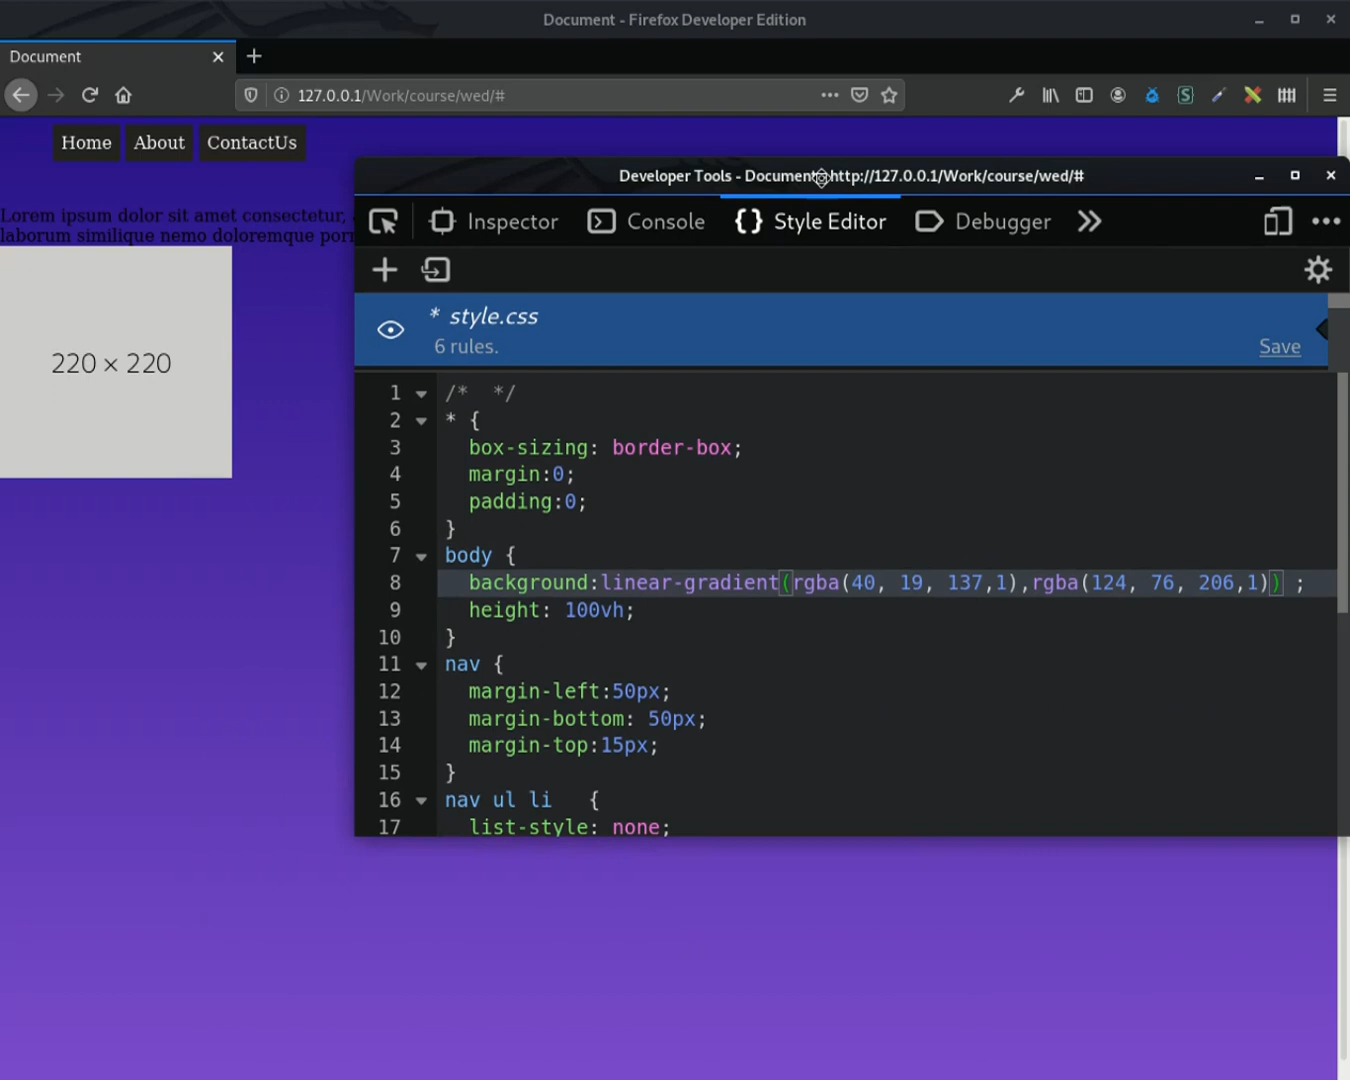 Document - Firefox Developer Edition
Document
127.0.0.1/Work/course/wed/#
Home About ContactUs
Developer Tools - Document - http://127.0.0.1/Work/course/wed/#
Lorem ipsum dolor sit amet consectetur,
laborum similique nemo doloremque
Inspector Console {} Style Editor Debugger
* style.css
6 rules.
Save
220 × 220
1 /*  */
2 * {
3 box-sizing: border-box;
4 margin:0;
5 padding:0;
6 }
7 body {
8 background:linear-gradient(rgba(40, 19, 137,1),rgba(124, 76, 206,1)) ;
9 height: 100vh;
10 }
11 nav {
12 margin-left:50px;
13 margin-bottom: 50px;
14 margin-top:15px;
15 }
16 nav ul li   {
17 list-style: none;